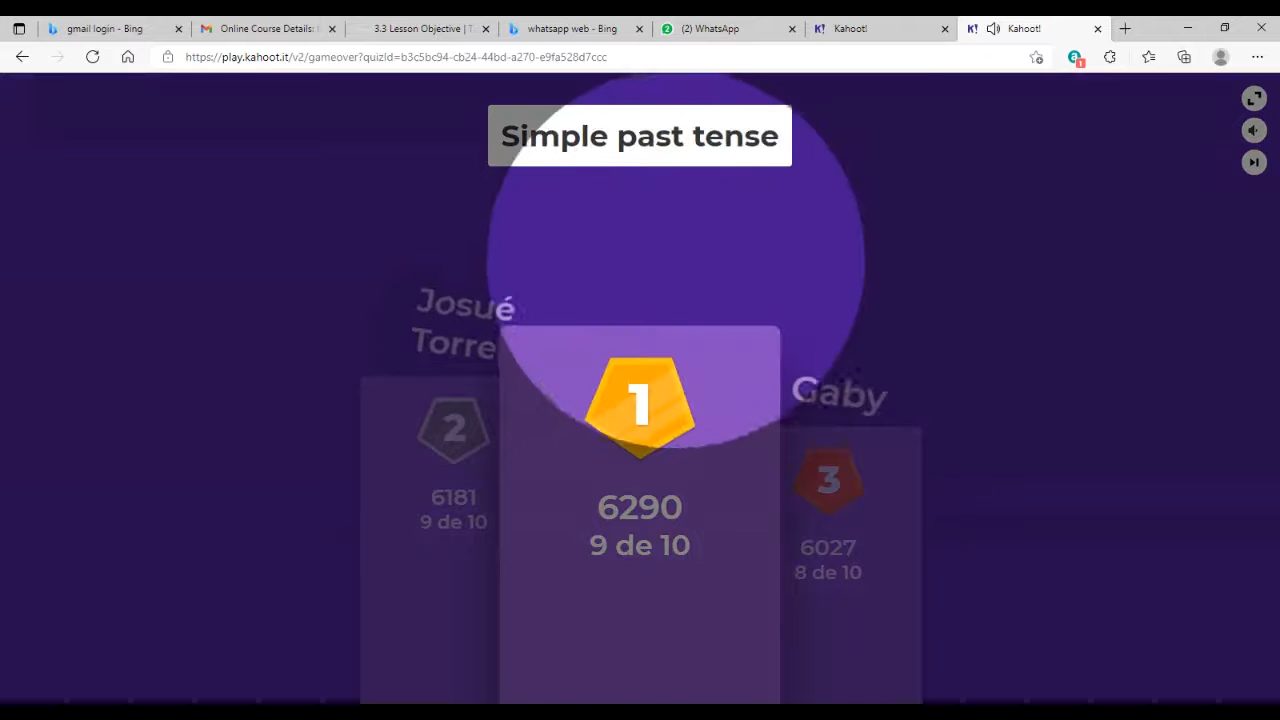 gmail login - Bing
Online Course Details:
3.3 Lesson Objective | T
whatsapp web - Bing
2
(2) WhatsApp
K!
Kahoot!
K!
Kahoot!
https://play.kahoot.it/v2/gameover?quizId=b3c5bc94-cb24-44bd-a270-e9fa528d7ccc
a
1
Simple past tense
Josué
Torre
Gaby
1
2
3
6290
9 de 10
6181
9 de 10
6027
8 de 10